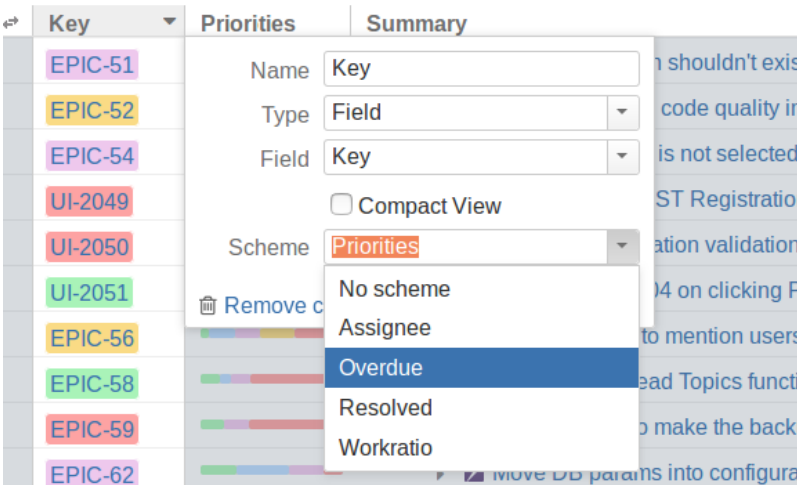 Key Priorities Summary
EPIC-51
Name Key
shouldn't
EPIC-52
Type Field
code quality
EPIC-54
Field Key
is not selected
UI-2049
Compact View
ST Registratio
UI-2050
Scheme Priorities
ation validation
UI-2051
No scheme
04 on clicking
Remove c
Assignee
EPIC-56
to mention users
Overdue
EPIC-58
ead Topics functi
Resolved
EPIC-59
make the back
Workratio
EPIC-62
Move DB params into configura